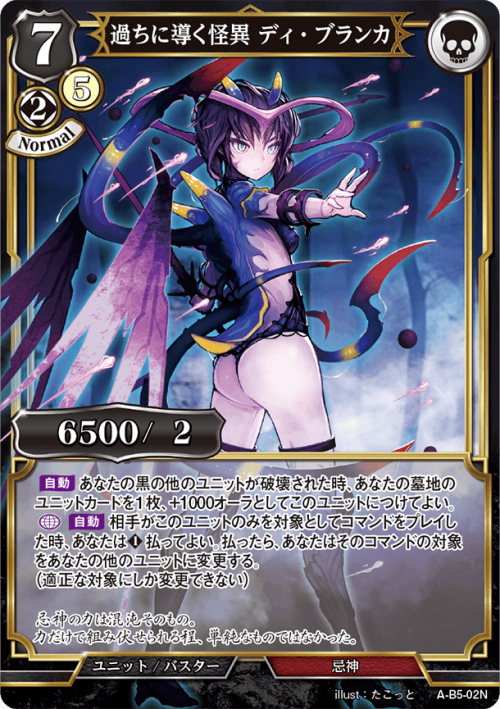 7
過ちに導く怪異 ディ・ブランカ
5
2
Normal
6500/ 2
自動 あなたの黒の他のユニットが破壊された時、あなたの墓地の
ユニットカードを1枚、+1000オーラとしてこのユニットにつけてよい。
自動 相手がこのユニットのみを対象としてコマンドをプレイし
た時、あなたは1払ってよい。払ったら、あなたはそのコマンドの対象
をあなたの他のユニットに変更する。
(適正な対象にしか変更できない)
忌神の力は混沌そのもの。
力だけで組み伏せられる程、単純なものではなかった。
ユニット / バスター
忌神
illust:たこっと
A-B5-02N